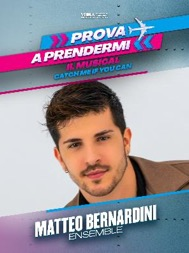 PROVA
A PRENDERMI
IL MUSICAL
CATCH ME IF YOU CAN
MATTEO BERNARDINI
ENSEMBLE